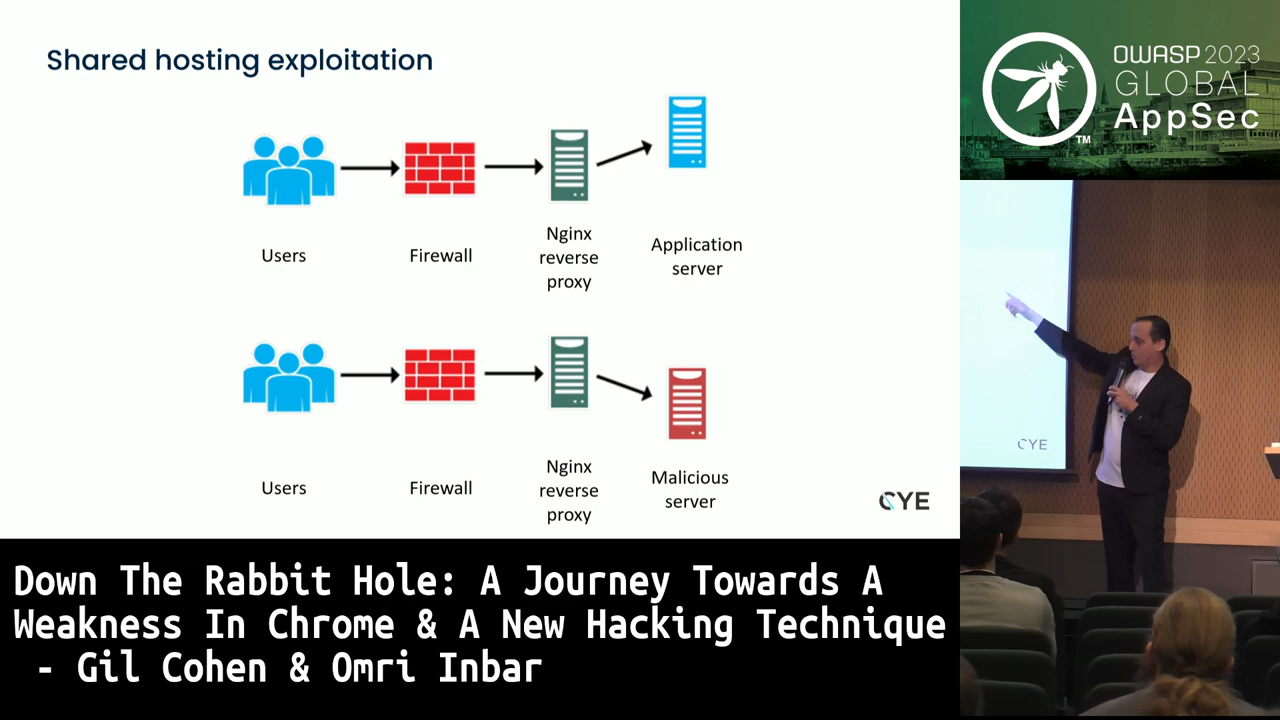 Shared hosting exploitation
Users
Firewall
Nginx
reverse
proxy
Application
server
Users
Firewall
Nginx
reverse
proxy
Malicious
server
CYE
OWASP 2023
GLOBAL
AppSec
TM
CYE
Down The Rabbit Hole: A Journey Towards A
Weakness In Chrome & A New Hacking Technique
- Gil Cohen & Omri Inbar